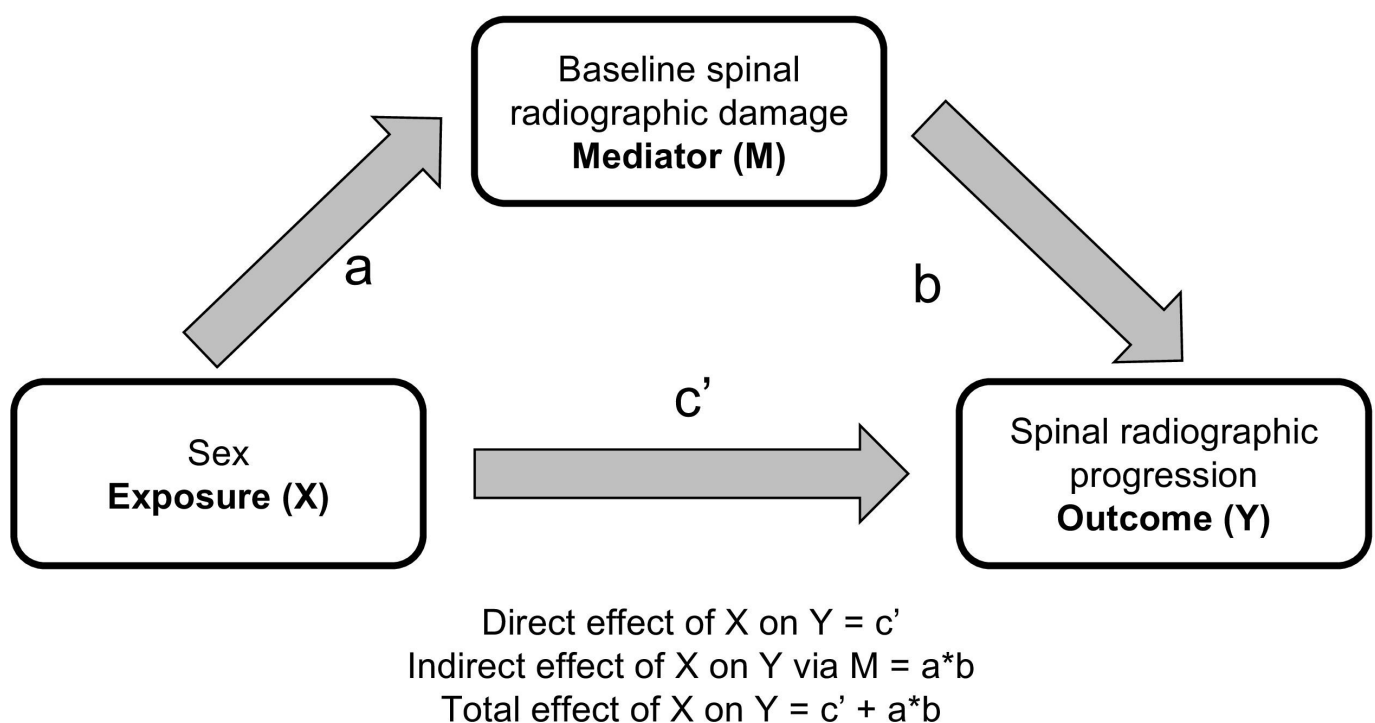 Baseline spinal
radiographic damage
Mediator (M)
a
b
c’
Sex
Exposure (X)
Spinal radiographic
progression
Outcome (Y)
Direct effect of X on Y = c’
Indirect effect of X on Y via M = a*b
Total effect of X on Y = c’ + a*b